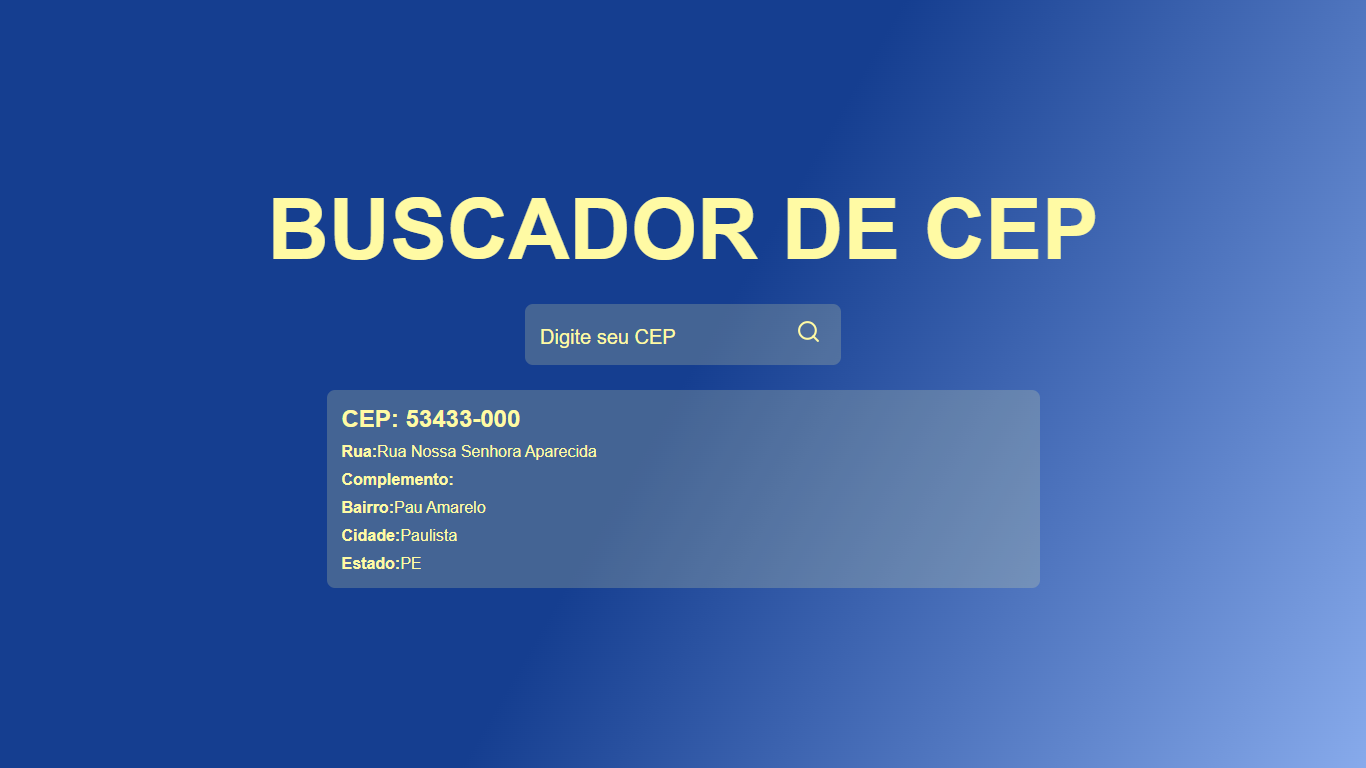 BUSCADOR DE CEP
Digite seu CEP
CEP: 53433-000
Rua:Rua Nossa Senhora Aparecida
Complemento:
Bairro:Pau Amarelo
Cidade:Paulista
Estado:PE